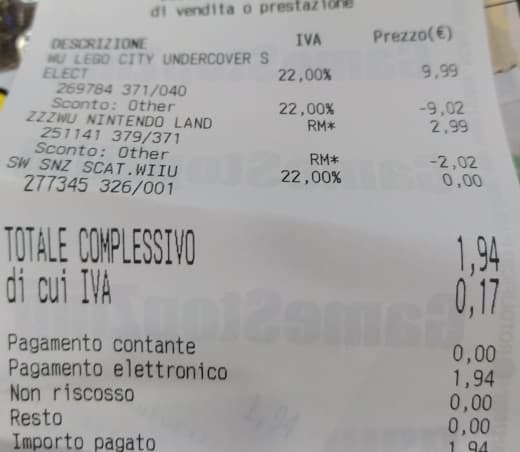 di vendita o prestazione
DESCRIZIONE IVA Prezzo(€)
WU LEGO CITY UNDERCOVER S
ELECT 22,00% 9,99
269784 371/040
Sconto: Other 22,00% -9,02
ZZZWU NINTENDO LAND RM* 2,99
251141 379/371
Sconto: Other RM* -2,02
SW SNZ SCAT.WIIU 22,00% 0,00
277345 326/001
TOTALE COMPLESSIVO 1,94
di cui IVA 0,17
Pagamento contante 0,00
Pagamento elettronico 1,94
Non riscosso 0,00
Resto 0,00
Importo pagato 1,94